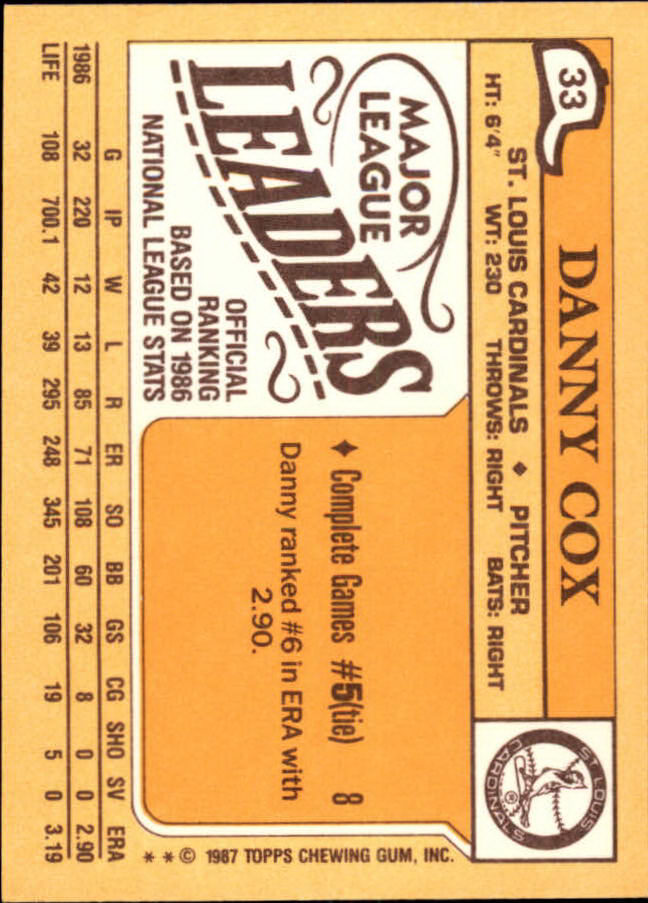 33
DANNY COX
ST. LOUIS CARDINALS ♦ PITCHER
HT: 6'4" WT: 230 THROWS: RIGHT BATS: RIGHT
ST. LOUIS
CARDINALS
MAJOR
LEAGUE
LEADERS
OFFICIAL
RANKING
BASED ON 1986
NATIONAL LEAGUE STATS
♦ Complete Games #5(tie) 8
Danny ranked #6 in ERA with
2.90.
* * © 1987 TOPPS CHEWING GUM, INC.
G IP W L R ER SO BB GS CG SHO SV ERA
1986 32 220 12 13 85 71 108 60 32 8 0 0 2.90
LIFE 108 700.1 42 39 295 248 345 201 106 19 5 0 3.19